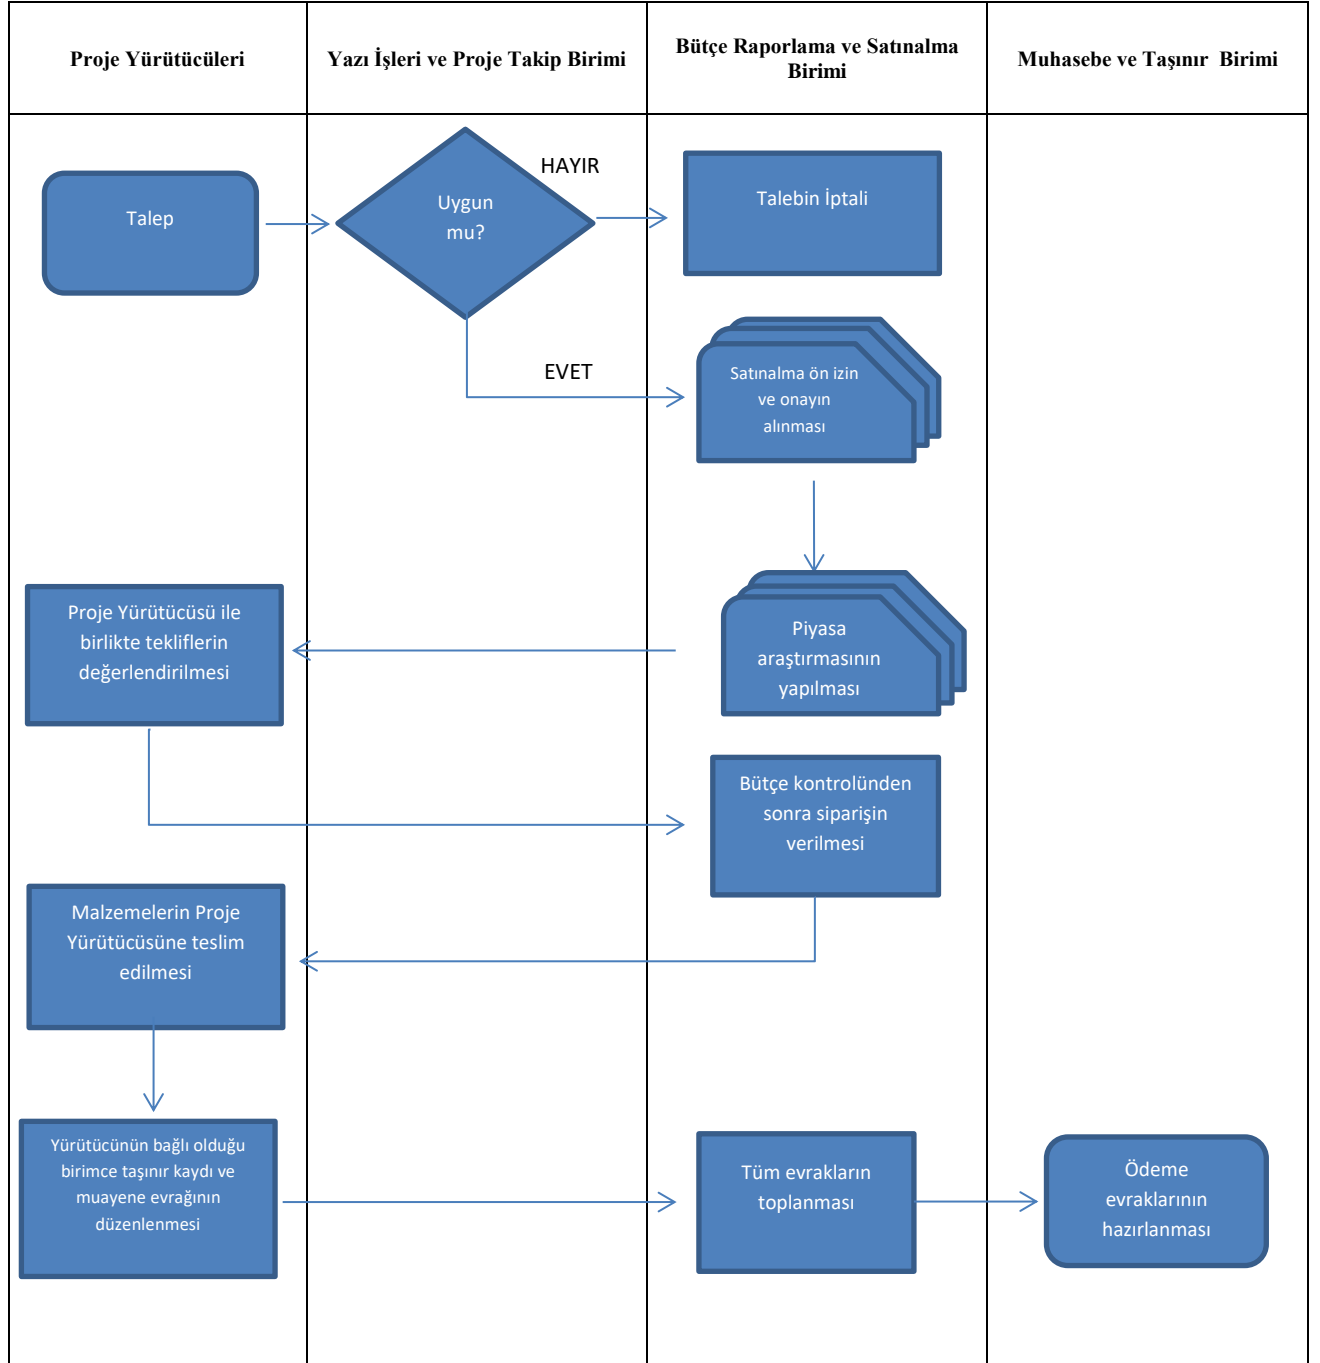 Proje Yürütücüleri
Yazı İşleri ve Proje Takip Birimi
Bütçe Raporlama ve Satınalma
Birimi
Muhasebe ve Taşınır Birimi
Talep
Uygun
mu?
HAYIR
Talebin İptali
EVET
Satınalma ön izin
ve onayın
alınması
Piyasa
araştırmasının
yapılması
Proje Yürütücüsü ile
birlikte tekliflerin
değerlendirilmesi
Bütçe kontrolünden
sonra siparişin
verilmesi
Malzemelerin Proje
Yürütücüsüne teslim
edilmesi
Yürütücünün bağlı olduğu
birimce taşınır kaydı ve
muayene evrağının
düzenlenmesi
Tüm evrakların
toplanması
Ödeme
evraklarının
hazırlanması